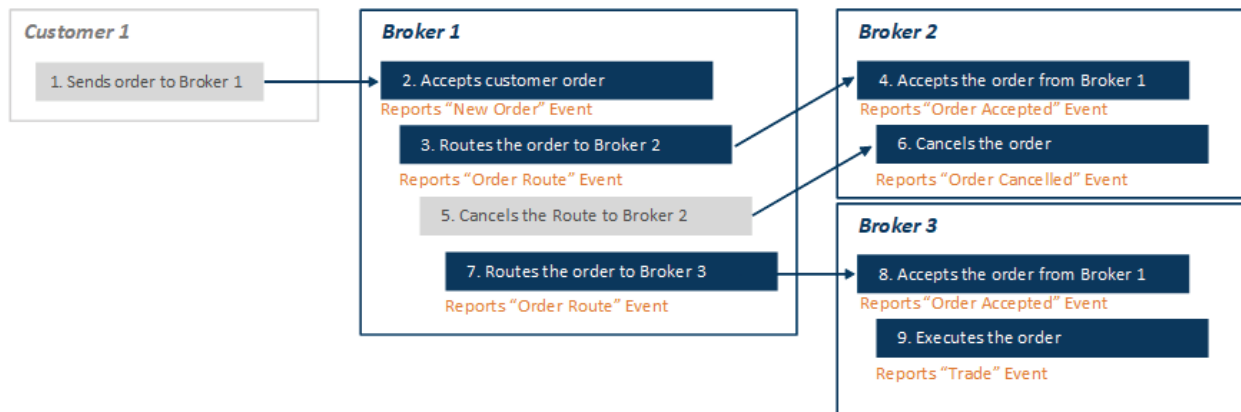 Customer 1
1. Sends order to Broker 1
Broker 1
2. Accepts customer order
Reports “New Order” Event
3. Routes the order to Broker 2
Reports “Order Route” Event
5. Cancels the Route to Broker 2
7. Routes the order to Broker 3
Reports “Order Route” Event
Broker 2
4. Accepts the order from Broker 1
Reports “Order Accepted” Event
6. Cancels the order
Reports “Order Cancelled” Event
Broker 3
8. Accepts the order from Broker 1
Reports “Order Accepted” Event
9. Executes the order
Reports “Trade” Event